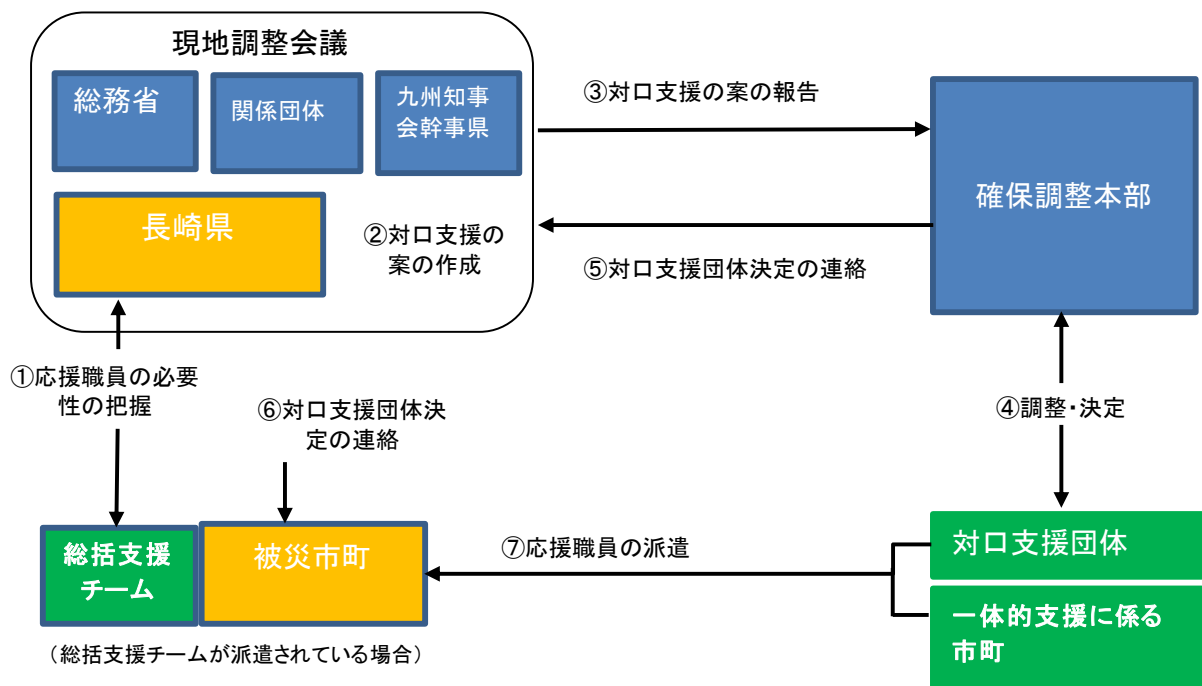 現地調整会議
総務省
関係団体
九州知事
会幹事県
長崎県
②対口支援の
案の作成
③対口支援の案の報告
確保調整本部
⑤対口支援団体決定の連絡
①応援職員の必要
性の把握
⑥対口支援団体決
定の連絡
④調整・決定
総括支援
チーム
被災市町
⑦応援職員の派遣
対口支援団体
一体的支援に係る
市町
（総括支援チームが派遣されている場合）